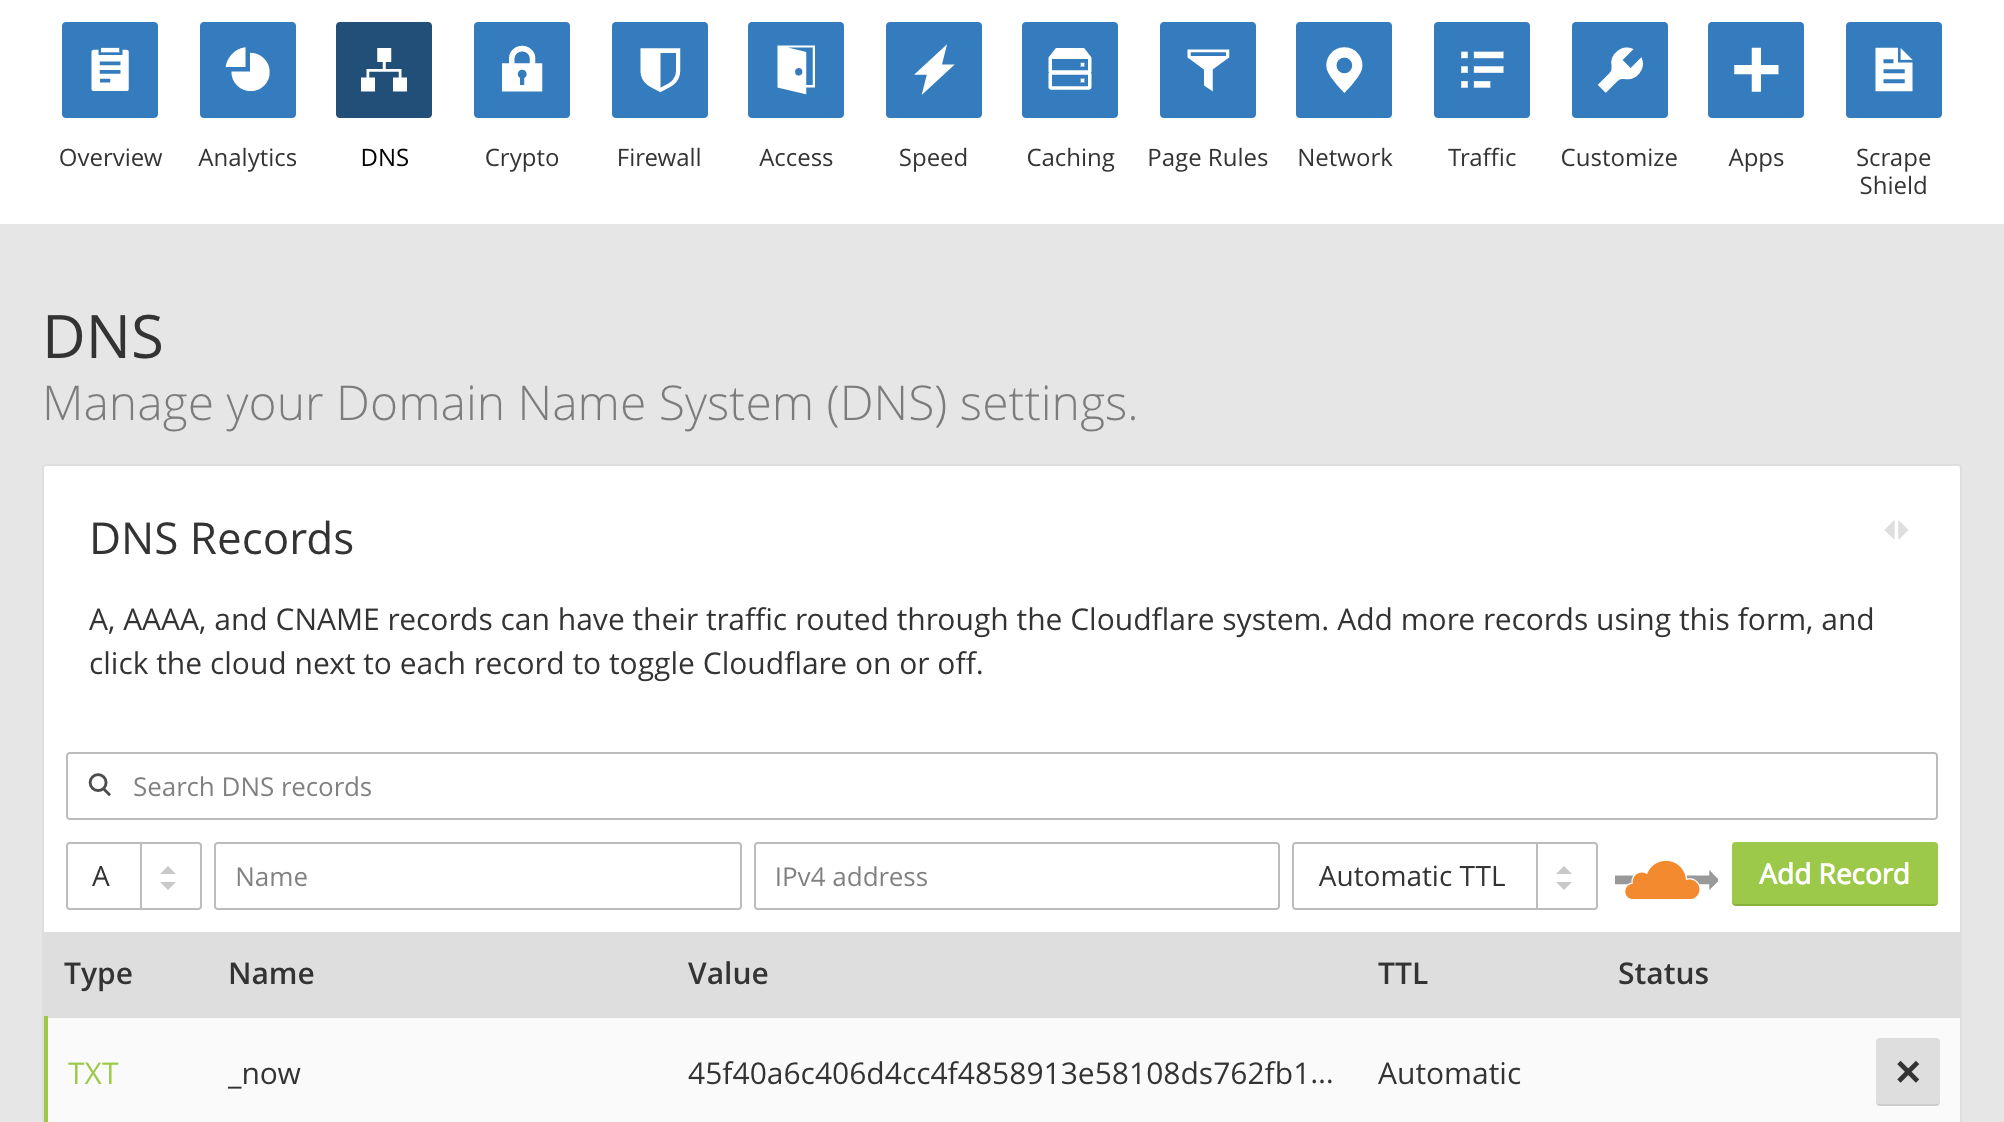 Overview Analytics DNS Crypto Firewall Access Speed Caching Page Rules Network Traffic Customize Apps Scrape
Shield
DNS
Manage your Domain Name System (DNS) settings.
DNS Records
A, AAAA, and CNAME records can have their traffic routed through the Cloudflare system. Add more records using this form, and
click the cloud next to each record to toggle Cloudflare on or off.
Search DNS records
A Name IPv4 address Automatic TTL Add Record
Type Name Value TTL Status
TXT _now 45f40a6c406d4cc4f4858913e58108ds762fb1... Automatic